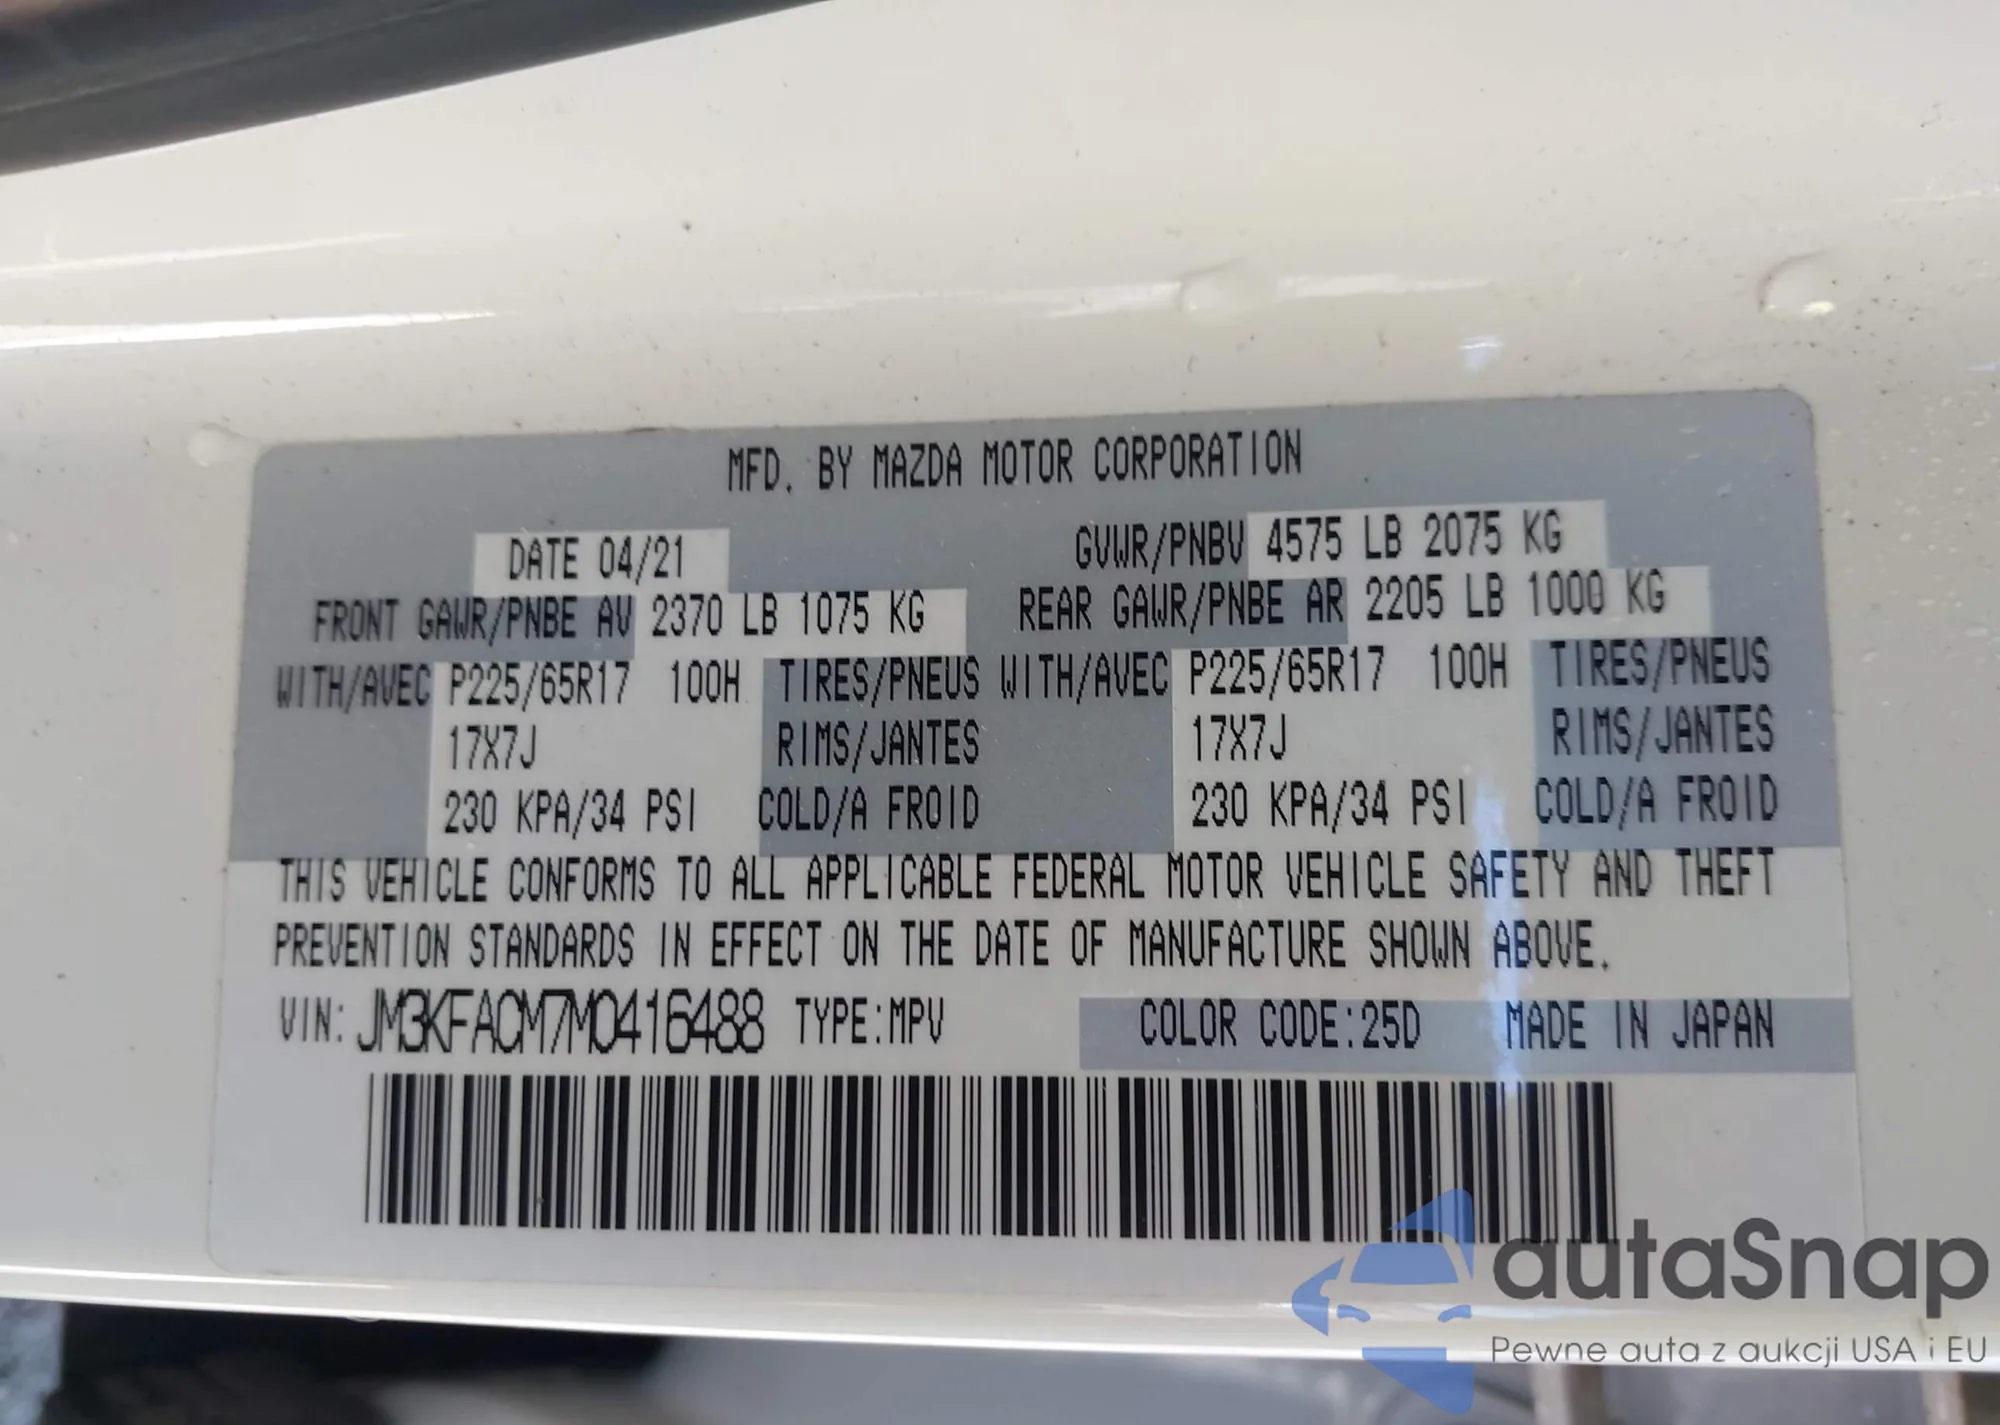 MFD. BY MAZDA MOTOR CORPORATION
DATE 04/21 GVWR/PNBV 4575 LB 2075 KG
FRONT GAWR/PNBE AV 2370 LB 1075 KG REAR GAWR/PNBE AR 2205 LB 1000 KG
WITH/AVEC P225/65R17 100H TIRES/PNEUS WITH/AVEC P225/65R17 100H TIRES/PNEUS
17X7J RIMS/JANTES 17X7J RIMS/JANTES
230 KPA/34 PSI COLD/A FROID 230 KPA/34 PSI COLD/A FROID
THIS VEHICLE CONFORMS TO ALL APPLICABLE FEDERAL MOTOR VEHICLE SAFETY AND THEFT
PREVENTION STANDARDS IN EFFECT ON THE DATE OF MANUFACTURE SHOWN ABOVE.
VIN: JM3KFACM7M0416488 TYPE:MPV COLOR CODE:25D MADE IN JAPAN
autaSnap
Pewne auta z aukcji USA i EU